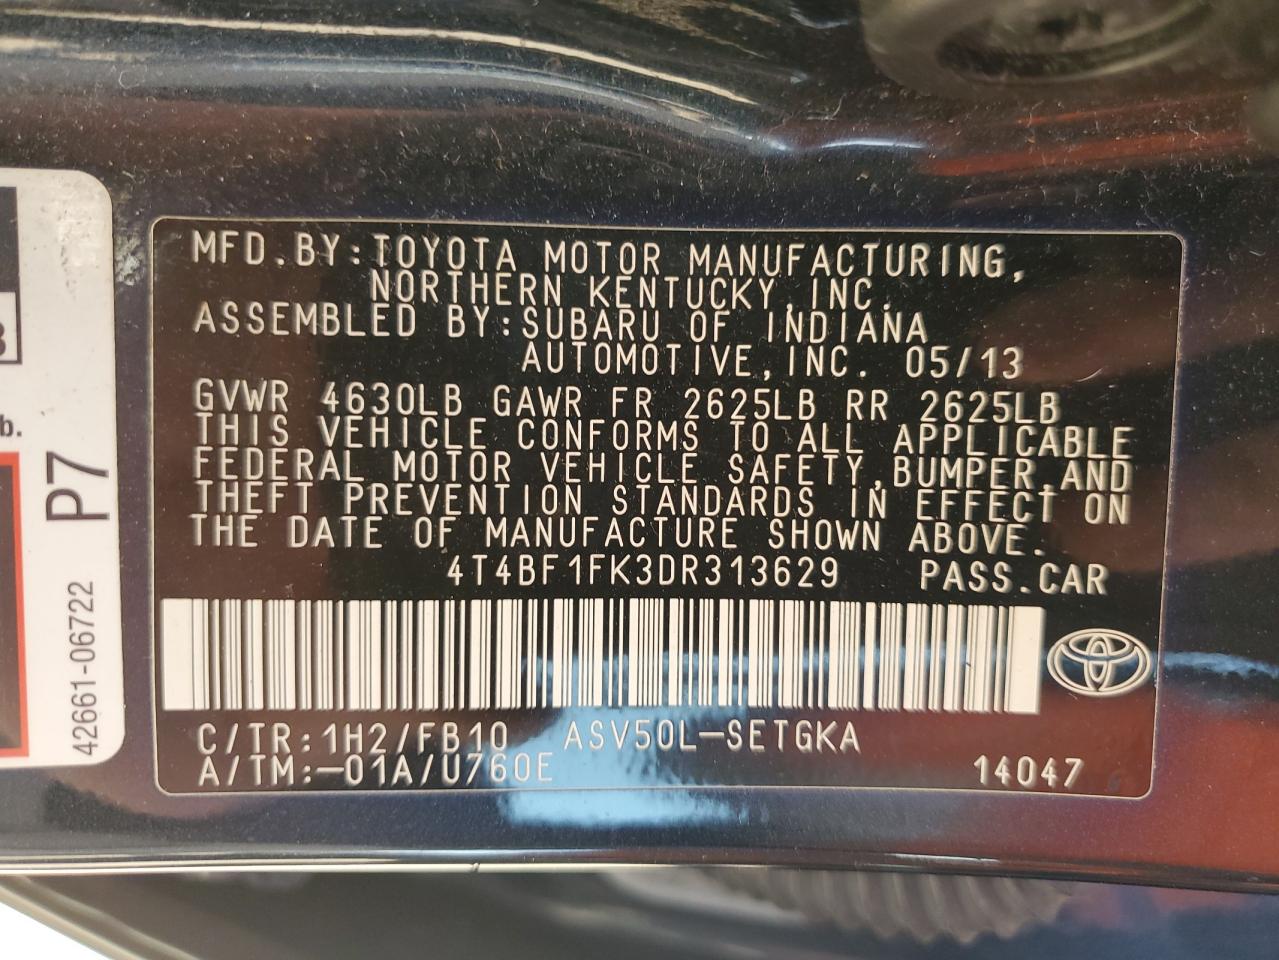 MFD.BY:TOYOTA MOTOR MANUFACTURING,
NORTHERN KENTUCKY,INC.
ASSEMBLED BY:SUBARU OF INDIANA
AUTOMOTIVE,INC. 05/13
GVWR 4630LB GAWR FR 2625LB RR 2625LB
THIS VEHICLE CONFORMS TO ALL APPLICABLE
FEDERAL MOTOR VEHICLE SAFETY,BUMPER,AND
THEFT PREVENTION STANDARDS IN EFFECT ON
THE DATE OF MANUFACTURE SHOWN ABOVE.
4T4BF1FK3DR313629 PASS.CAR
C/TR:1H2/FB10 ASV50L-SETGKA
A/TM:-01A/U760E 14047
b.
P7
42661-06722